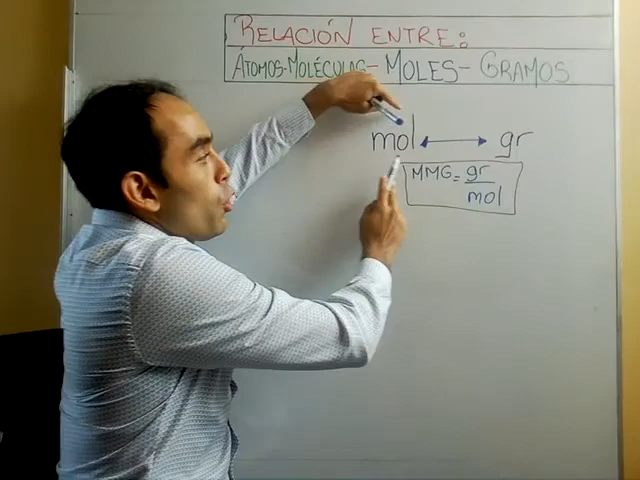 RELACIÓN ENTRE:
ÁTOMOS-MOLÉCULAS-MOLES-GRAMOS
mol ↔ gr
MMG = gr/mol